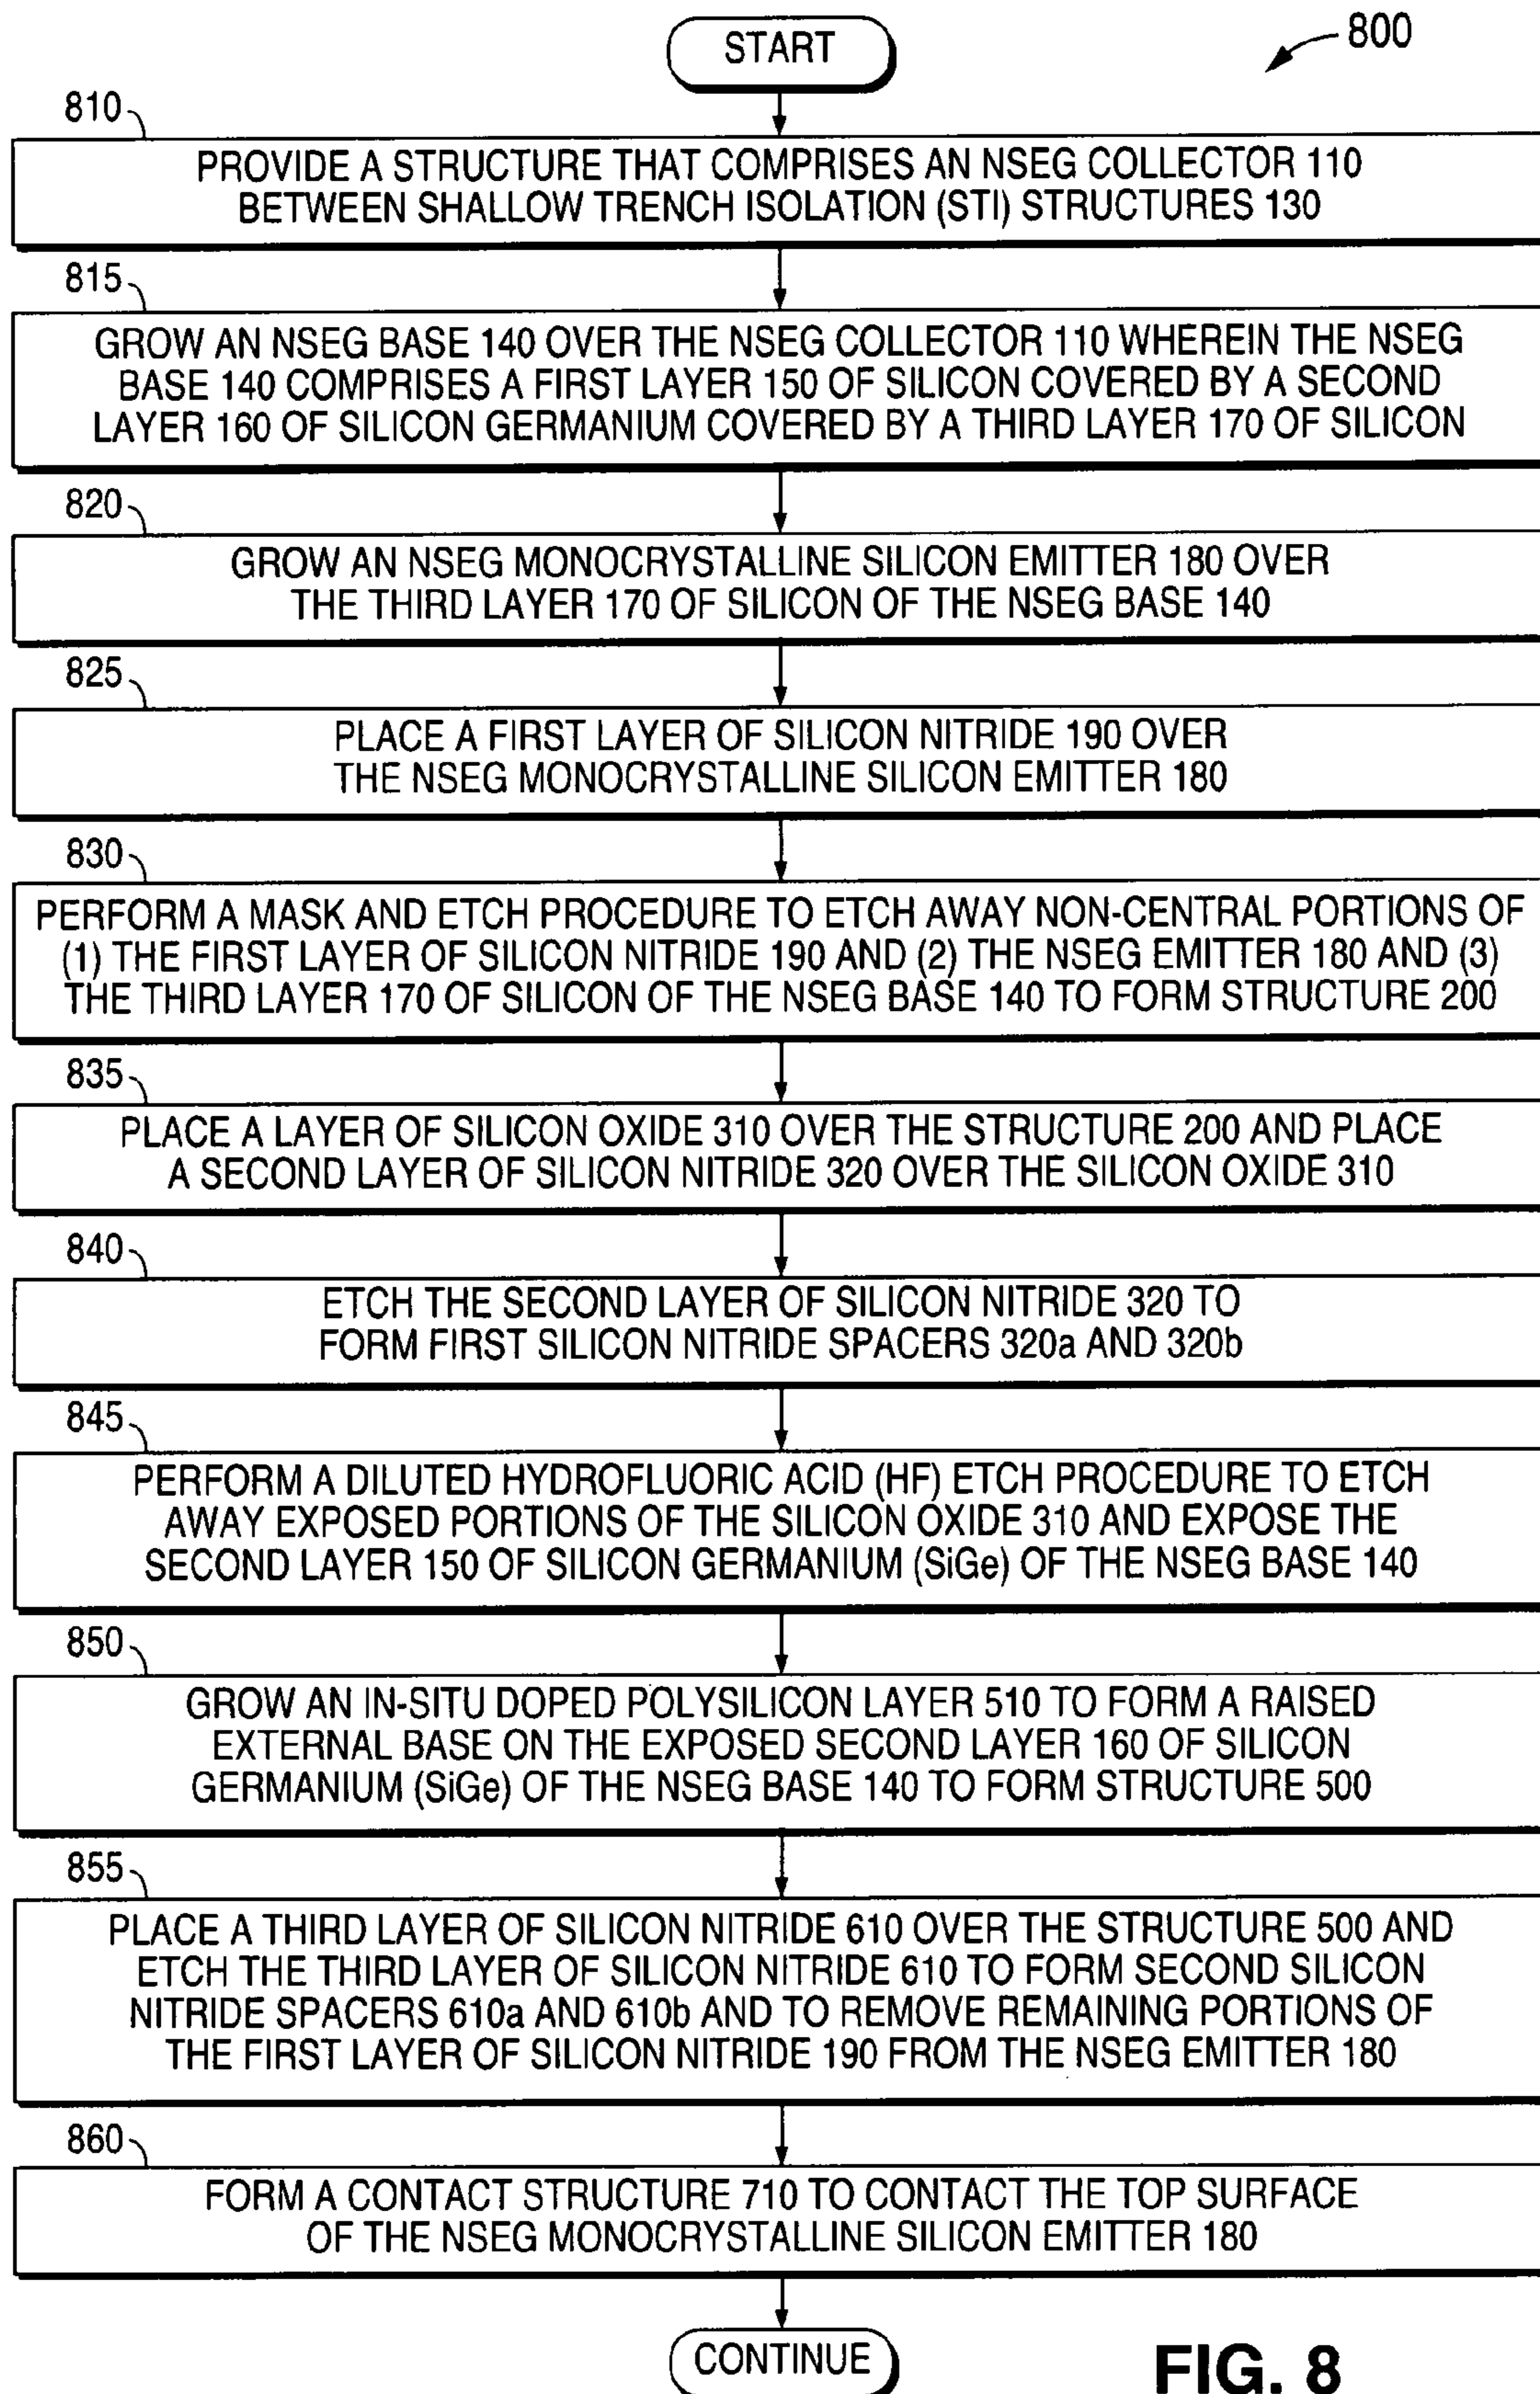 START
800
810
PROVIDE A STRUCTURE THAT COMPRISES AN NSEG COLLECTOR 110
BETWEEN SHALLOW TRENCH ISOLATION (STI) STRUCTURES 130
815
GROW AN NSEG BASE 140 OVER THE NSEG COLLECTOR 110 WHEREIN THE NSEG
BASE 140 COMPRISES A FIRST LAYER 150 OF SILICON COVERED BY A SECOND
LAYER 160 OF SILICON GERMANIUM COVERED BY A THIRD LAYER 170 OF SILICON
820
GROW AN NSEG MONOCRYSTALLINE SILICON EMITTER 180 OVER
THE THIRD LAYER 170 OF SILICON OF THE NSEG BASE 140
825
PLACE A FIRST LAYER OF SILICON NITRIDE 190 OVER
THE NSEG MONOCRYSTALLINE SILICON EMITTER 180
830
PERFORM A MASK AND ETCH PROCEDURE TO ETCH AWAY NON-CENTRAL PORTIONS OF
(1) THE FIRST LAYER OF SILICON NITRIDE 190 AND (2) THE NSEG EMITTER 180 AND (3)
THE THIRD LAYER 170 OF SILICON OF THE NSEG BASE 140 TO FORM STRUCTURE 200
835
PLACE A LAYER OF SILICON OXIDE 310 OVER THE STRUCTURE 200 AND PLACE
A SECOND LAYER OF SILICON NITRIDE 320 OVER THE SILICON OXIDE 310
840
ETCH THE SECOND LAYER OF SILICON NITRIDE 320 TO
FORM FIRST SILICON NITRIDE SPACERS 320a AND 320b
845
PERFORM A DILUTED HYDROFLUORIC ACID (HF) ETCH PROCEDURE TO ETCH
AWAY EXPOSED PORTIONS OF THE SILICON OXIDE 310 AND EXPOSE THE
SECOND LAYER 150 OF SILICON GERMANIUM (SiGe) OF THE NSEG BASE 140
850
GROW AN IN-SITU DOPED POLYSILICON LAYER 510 TO FORM A RAISED
EXTERNAL BASE ON THE EXPOSED SECOND LAYER 160 OF SILICON
GERMANIUM (SiGe) OF THE NSEG BASE 140 TO FORM STRUCTURE 500
855
PLACE A THIRD LAYER OF SILICON NITRIDE 610 OVER THE STRUCTURE 500 AND
ETCH THE THIRD LAYER OF SILICON NITRIDE 610 TO FORM SECOND SILICON
NITRIDE SPACERS 610a AND 610b AND TO REMOVE REMAINING PORTIONS OF
THE FIRST LAYER OF SILICON NITRIDE 190 FROM THE NSEG EMITTER 180
860
FORM A CONTACT STRUCTURE 710 TO CONTACT THE TOP SURFACE
OF THE NSEG MONOCRYSTALLINE SILICON EMITTER 180
CONTINUE
FIG. 8